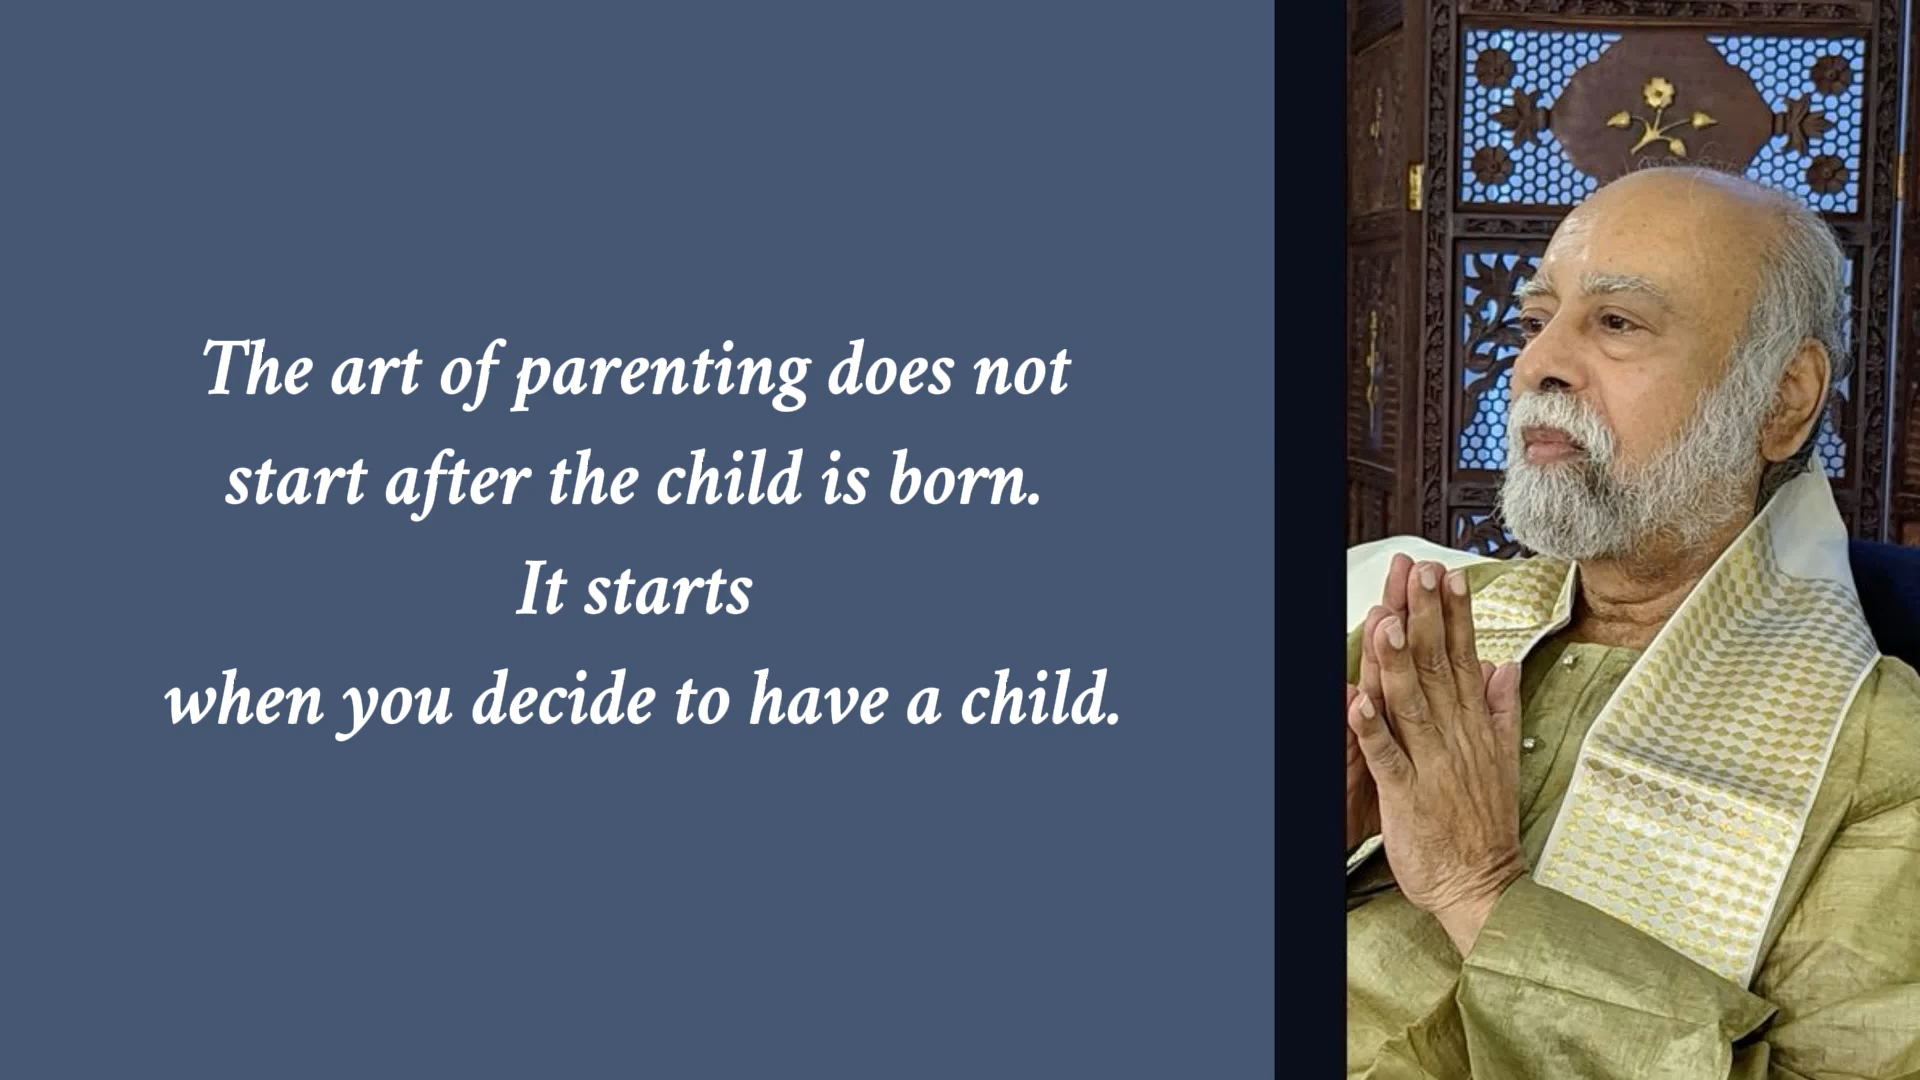 The art of parenting does not
start after the child is born.
It starts
when you decide to have a child.